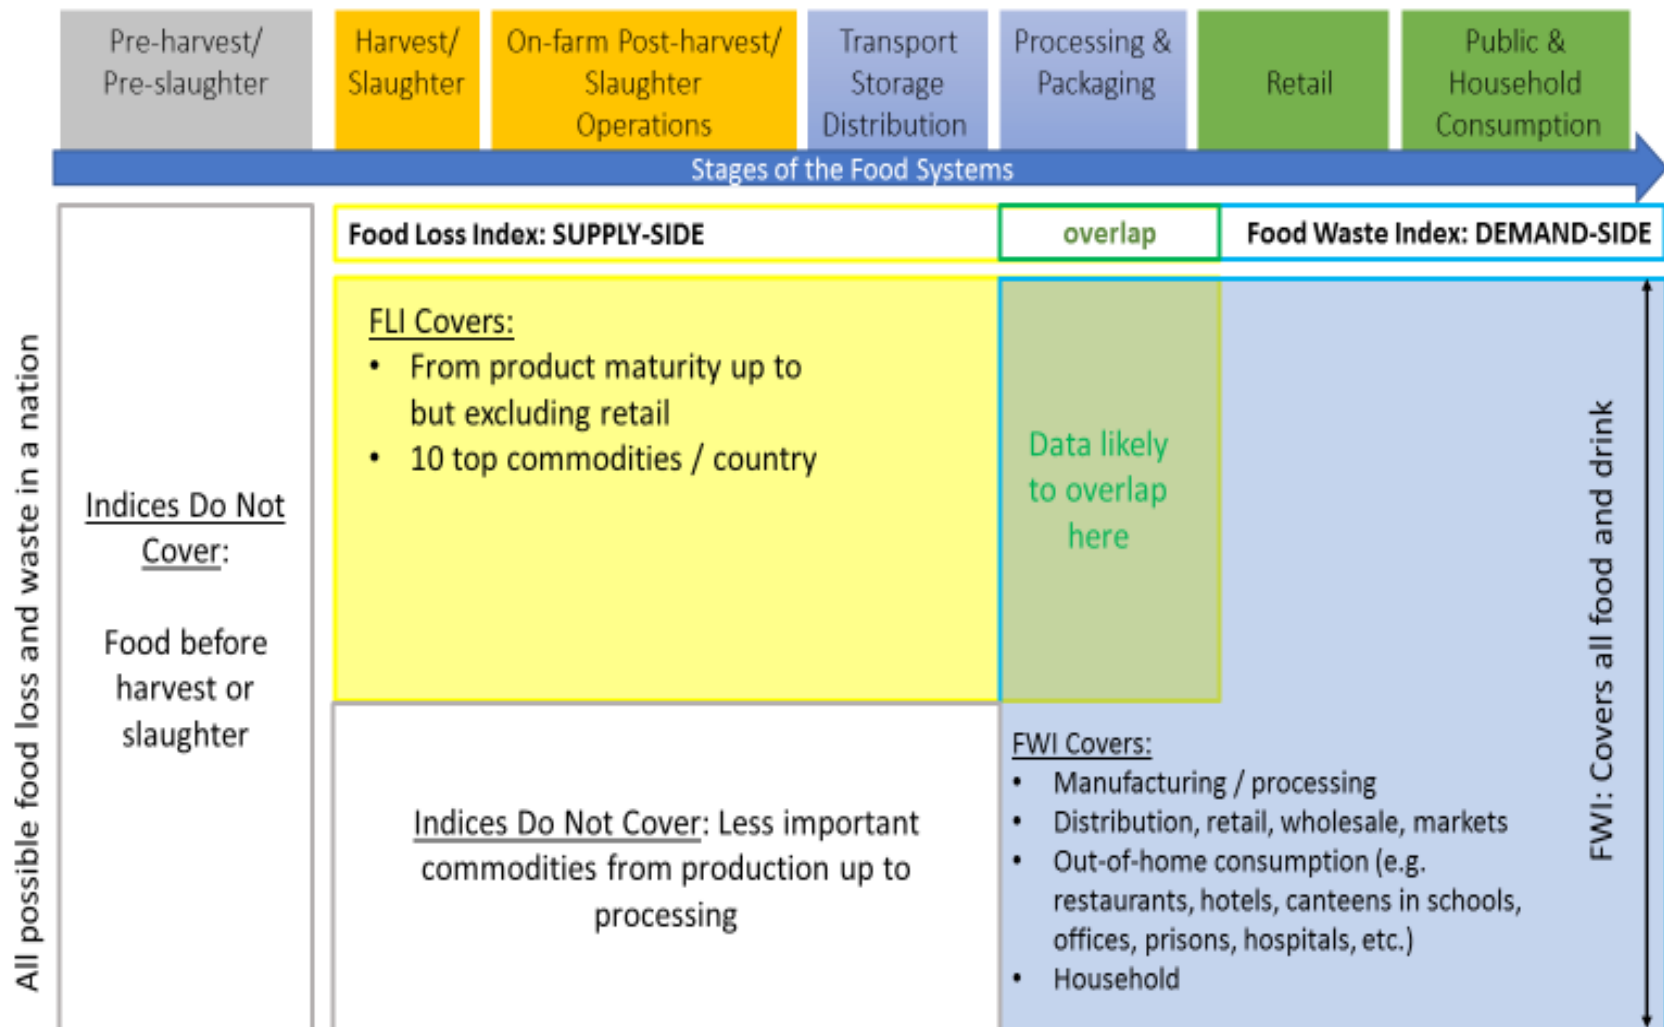 Pre-harvest/
Pre-slaughter
Harvest/
Slaughter
On-farm Post-harvest/
Slaughter
Operations
Transport
Storage
Distribution
Processing &
Packaging
Retail
Public &
Household
Consumption
Stages of the Food Systems
All possible food loss and waste in a nation
Indices Do Not
Cover:
Food before
harvest or
slaughter
Food Loss Index: SUPPLY-SIDE
overlap
Food Waste Index: DEMAND-SIDE
FLI Covers:
• From product maturity up to
but excluding retail
• 10 top commodities / country
Data likely
to overlap
here
Indices Do Not Cover: Less important
commodities from production up to
processing
FWI Covers:
• Manufacturing / processing
• Distribution, retail, wholesale, markets
• Out-of-home consumption (e.g.
restaurants, hotels, canteens in schools,
offices, prisons, hospitals, etc.)
• Household
FWI: Covers all food and drink